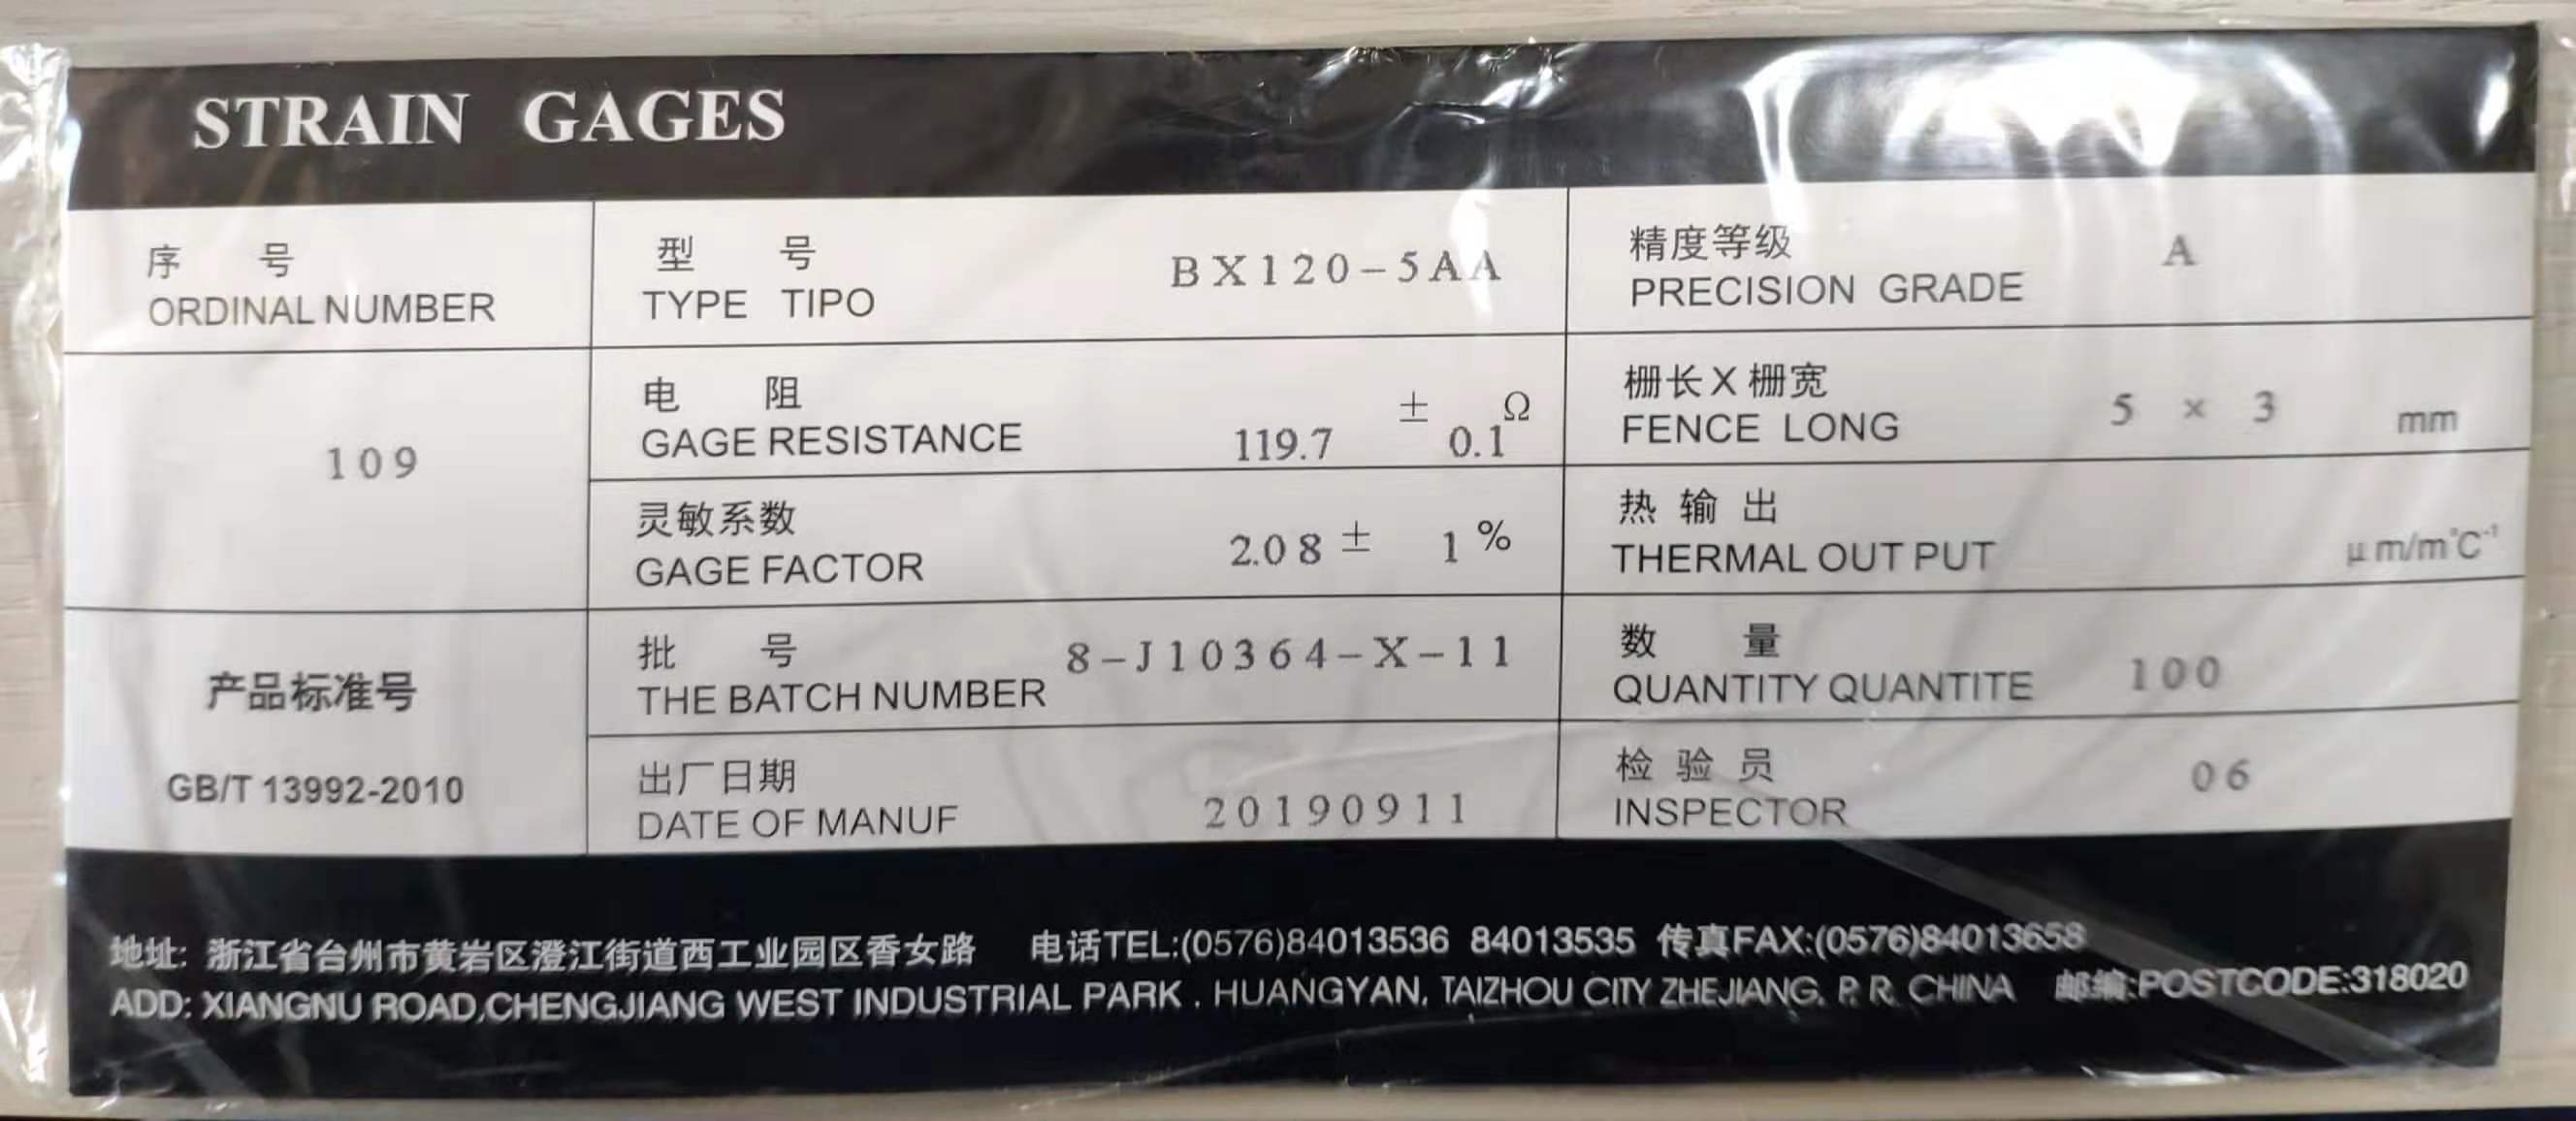 STRAIN GAGES
序 号
ORDINAL NUMBER
型 号
TYPE TIPO
BX120-5AA
精度等级
PRECISION GRADE
A
109
电 阻
GAGE RESISTANCE
119.7 ± 0.1 Ω
栅长X栅宽
FENCE LONG
5 × 3 mm
灵敏系数
GAGE FACTOR
2.08 ± 1 %
热 输 出
THERMAL OUT PUT
μm/m°C⁻¹
产品标准号
GB/T 13992-2010
批 号
THE BATCH NUMBER
8-J10364-X-11
数 量
QUANTITY QUANTITE
100
出厂日期
DATE OF MANUF
20190911
检 验 员
INSPECTOR
06
地址: 浙江省台州市黄岩区澄江街道西工业园区香女路 电话TEL:(0576)84013536 84013535 传真FAX:(0576)84013658
ADD: XIANGNU ROAD,CHENGJIANG WEST INDUSTRIAL PARK , HUANGYAN, TAIZHOU CITY ZHEJIANG, P. R. CHINA 邮编:POSTCODE:318020